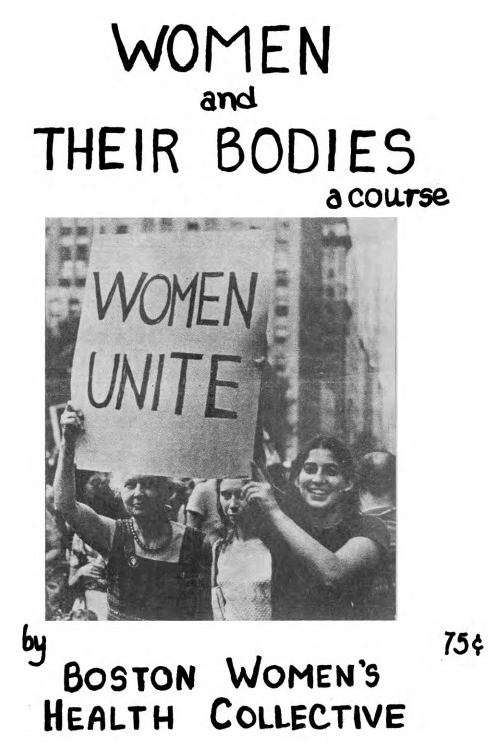 WOMEN
and
THEIR BODIES
a course
WOMEN
UNITE
by
75¢
BOSTON WOMEN'S
HEALTH COLLECTIVE